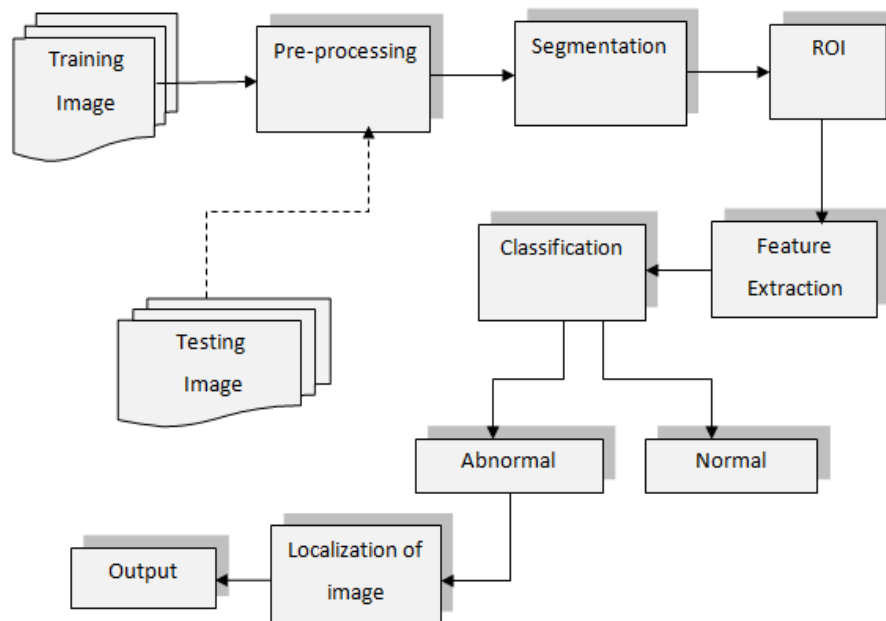 Training
Image
Pre-processing
Segmentation
ROI
Classification
Feature
Extraction
Testing
Image
Abnormal
Normal
Localization of
image
Output